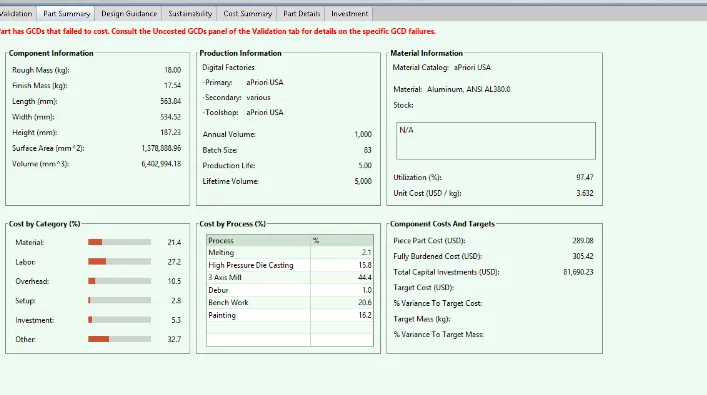 Validation Part Summary Design Guidance Sustainability Cost Summary Part Details Investment
Part has GCDs that failed to cost. Consult the Uncosted GCDs panel of the Validation tab for details on the specific GCD failures.
Component Information
Rough Mass (kg): 18.00
Finish Mass (kg): 17.54
Length (mm): 563.84
Width (mm): 534.52
Height (mm): 187.23
Surface Area (mm^2): 1,378,888.96
Volume (mm^3): 6,402,994.18
Production Information
Digital Factories
-Primary: aPriori USA
-Secondary: various
-Toolshop: aPriori USA
Annual Volume: 1,000
Batch Size: 83
Production Life: 5.00
Lifetime Volume: 5,000
Material Information
Material Catalog: aPriori USA
Material: Aluminum, ANSI AL380.0
Stock:
N/A
Utilization (%): 97.47
Unit Cost (USD / kg): 3.632
Cost by Category (%)
Material: 21.4
Labor: 27.2
Overhead: 10.5
Setup: 2.8
Investment: 5.3
Other: 32.7
Cost by Process (%)
Process %
Melting 2.1
High Pressure Die Casting 15.8
3 Axis Mill 44.4
Debur 1.0
Bench Work 20.6
Painting 16.2
Component Costs And Targets
Piece Part Cost (USD): 289.08
Fully Burdened Cost (USD): 305.42
Total Capital Investments (USD): 81,690.23
Target Cost (USD):
% Variance To Target Cost:
Target Mass (kg):
% Variance To Target Mass: